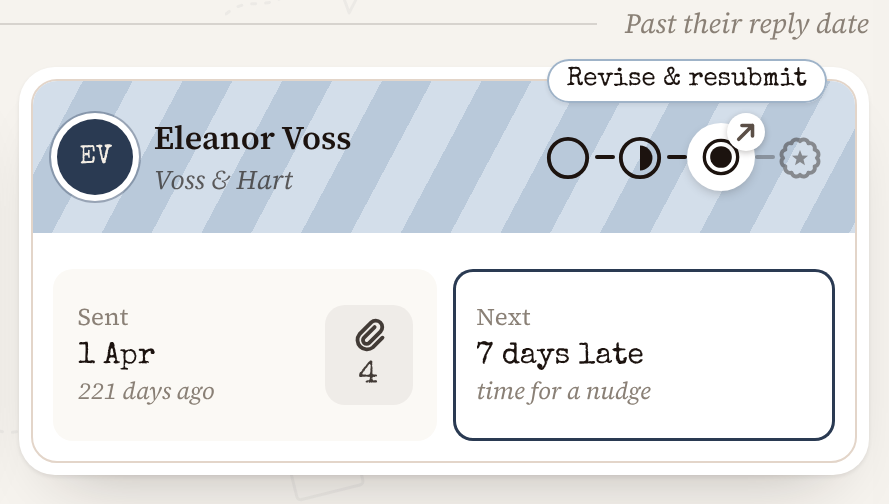 Past their reply date
Revise & resubmit
EV
Eleanor Voss
Voss & Hart
Sent
1 Apr
221 days ago
4
Next
7 days late
time for a nudge